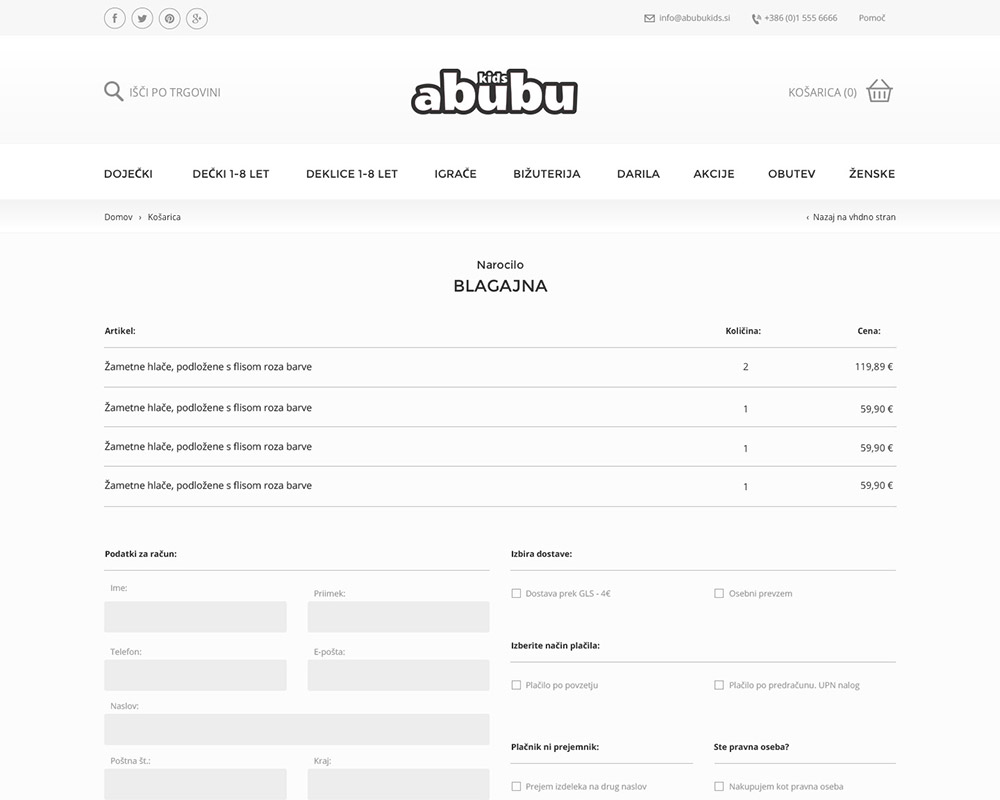 info@abubukids.si +386 (0)1 555 6666 Pomoč
IŠČI PO TRGOVINI
kids
abubu
KOŠARICA (0)
DOJEČKI DEČKI 1-8 LET DEKLICE 1-8 LET IGRAČE BIŽUTERIJA DARILA AKCIJE OBUTEV ŽENSKE
Domov › Košarica ‹ Nazaj na vhdno stran
Narocilo
BLAGAJNA
Artikel: Količina: Cena:
Žametne hlače, podložene s flisom roza barve 2 119,89 €
Žametne hlače, podložene s flisom roza barve 1 59,90 €
Žametne hlače, podložene s flisom roza barve 1 59,90 €
Žametne hlače, podložene s flisom roza barve 1 59,90 €
Podatki za račun:
Ime: Priimek:
Telefon: E-pošta:
Naslov:
Poštna št.: Kraj:
Izbira dostave:
Dostava prek GLS - 4€ Osebni prevzem
Izberite način plačila:
Plačilo po povzetju Plačilo po predračunu. UPN nalog
Plačnik ni prejemnik: Ste pravna oseba?
Prejem izdeleka na drug naslov Nakupujem kot pravna oseba